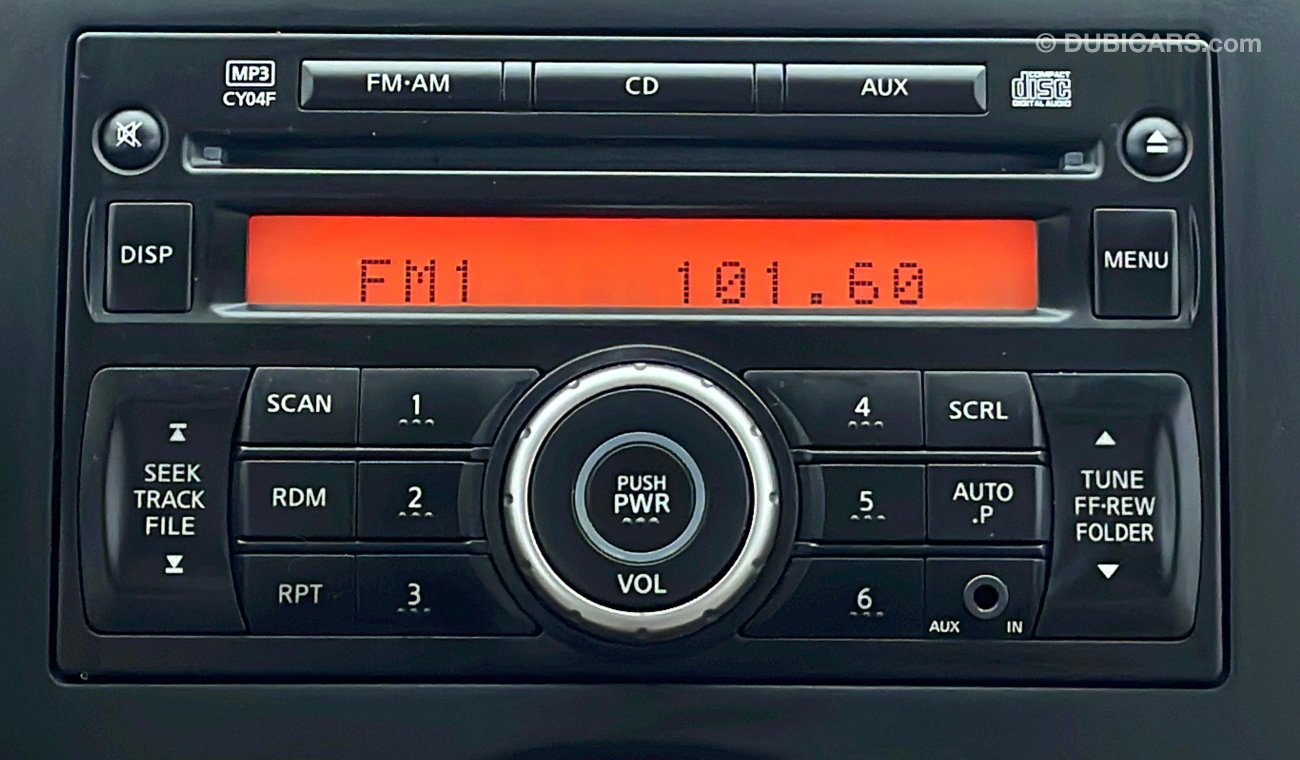 © DUBICARS.com
MP3
CY04F
FM·AM
CD
AUX
COMPACT
disc
DIGITAL AUDIO
DISP
FM1 101.60
MENU
SEEK
TRACK
FILE
SCAN
1
RDM
2
RPT
3
PUSH
PWR
VOL
4
SCRL
5
AUTO
.P
6
AUX IN
TUNE
FF·REW
FOLDER